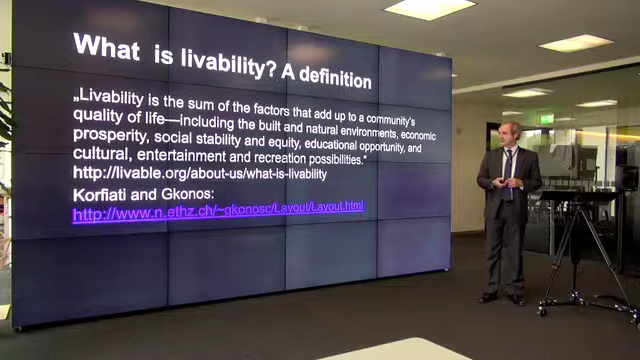 What is livability? A definition
„Livability is the sum of the factors that add up to a community's
quality of life—including the built and natural environments, economic
prosperity, social stability and equity, educational opportunity, and
cultural, entertainment and recreation possibilities."
http://livable.org/about-us/what-is-livability
Korfiati and Gkonos:
http://www.n.ethz.ch/~gkonosc/Layout/Layout.html